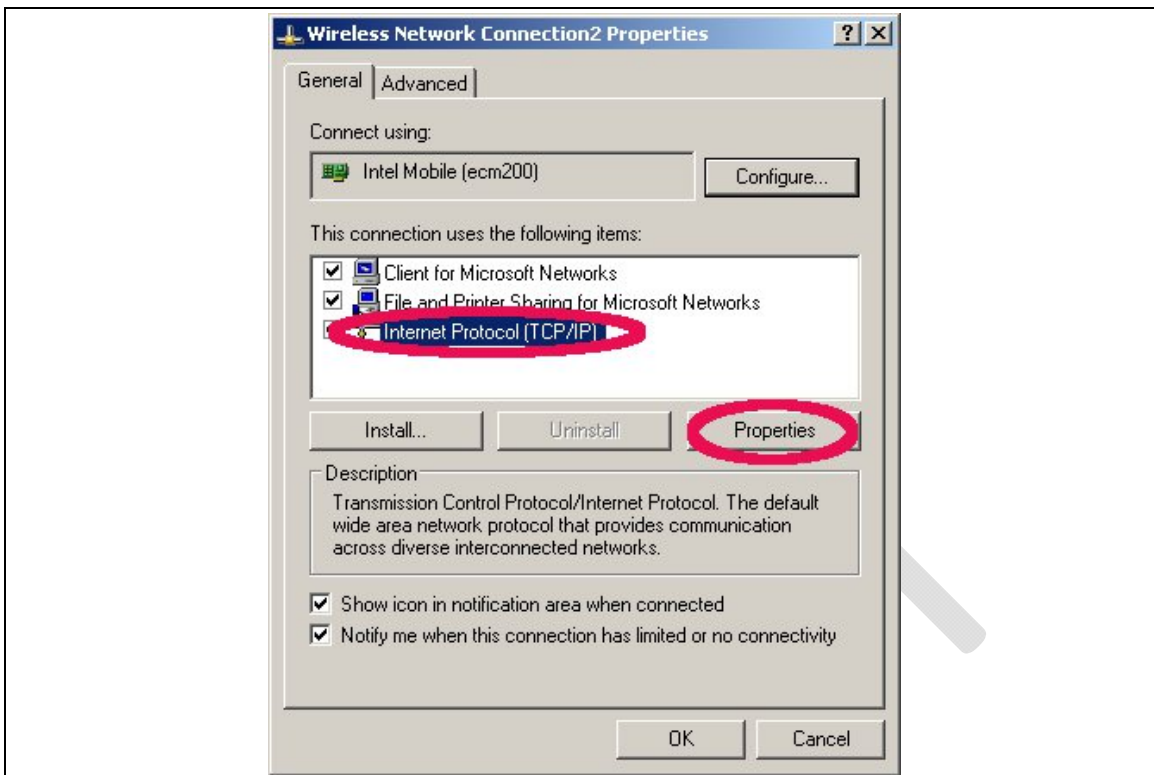 Wireless Network Connection2 Properties
General Advanced
Connect using:
Intel Mobile (ecm200)
Configure...
This connection uses the following items:
Client for Microsoft Networks
File and Printer Sharing for Microsoft Networks
Internet Protocol (TCP/IP)
Install... Uninstall Properties
Description
Transmission Control Protocol/Internet Protocol. The default
wide area network protocol that provides communication
across diverse interconnected networks.
Show icon in notification area when connected
Notify me when this connection has limited or no connectivity
OK Cancel